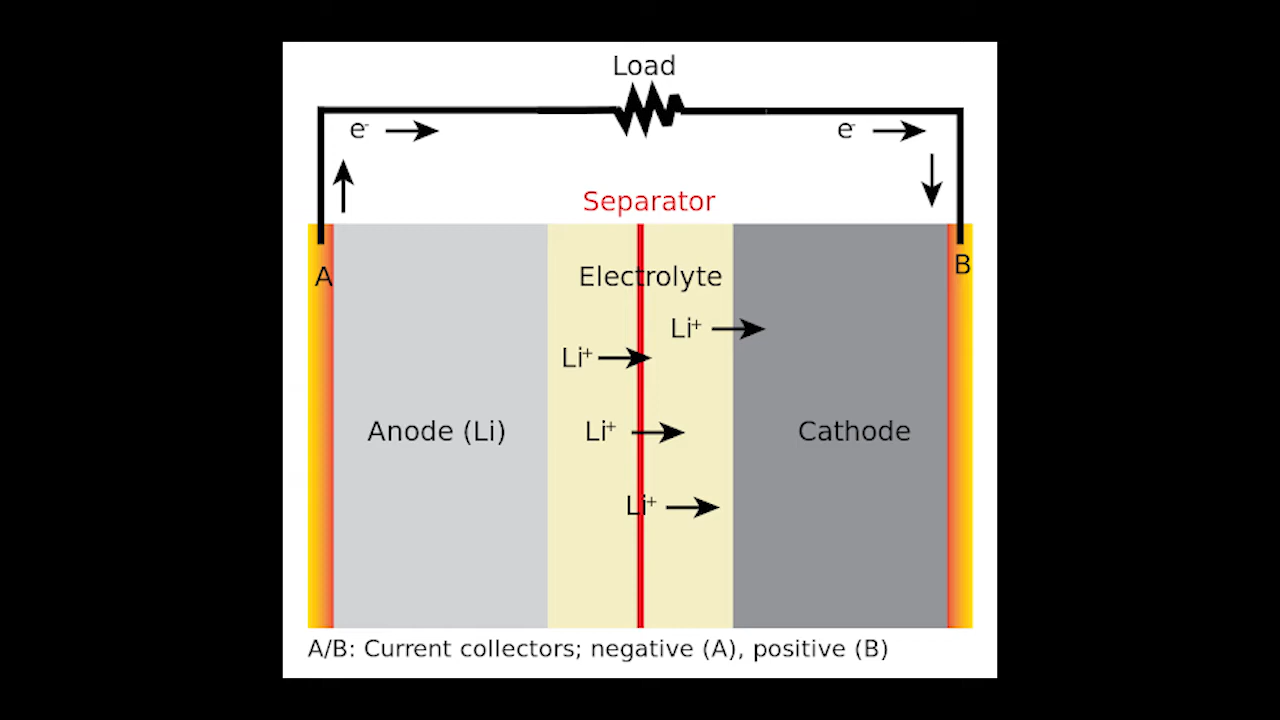 Load
e-
e-
Separator
A
B
Electrolyte
Li+
Li+
Anode (Li)
Li+
Cathode
Li+
A/B: Current collectors; negative (A), positive (B)